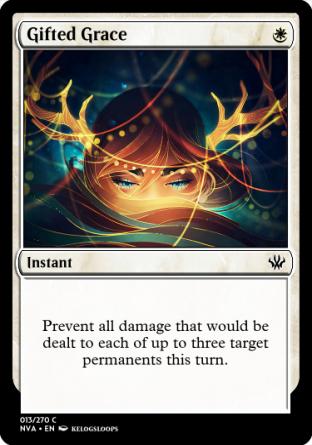 Gifted Grace
Instant
Prevent all damage that would be
dealt to each of up to three target
permanents this turn.
013/270 C
NVA • EN KELOGSLOOPS